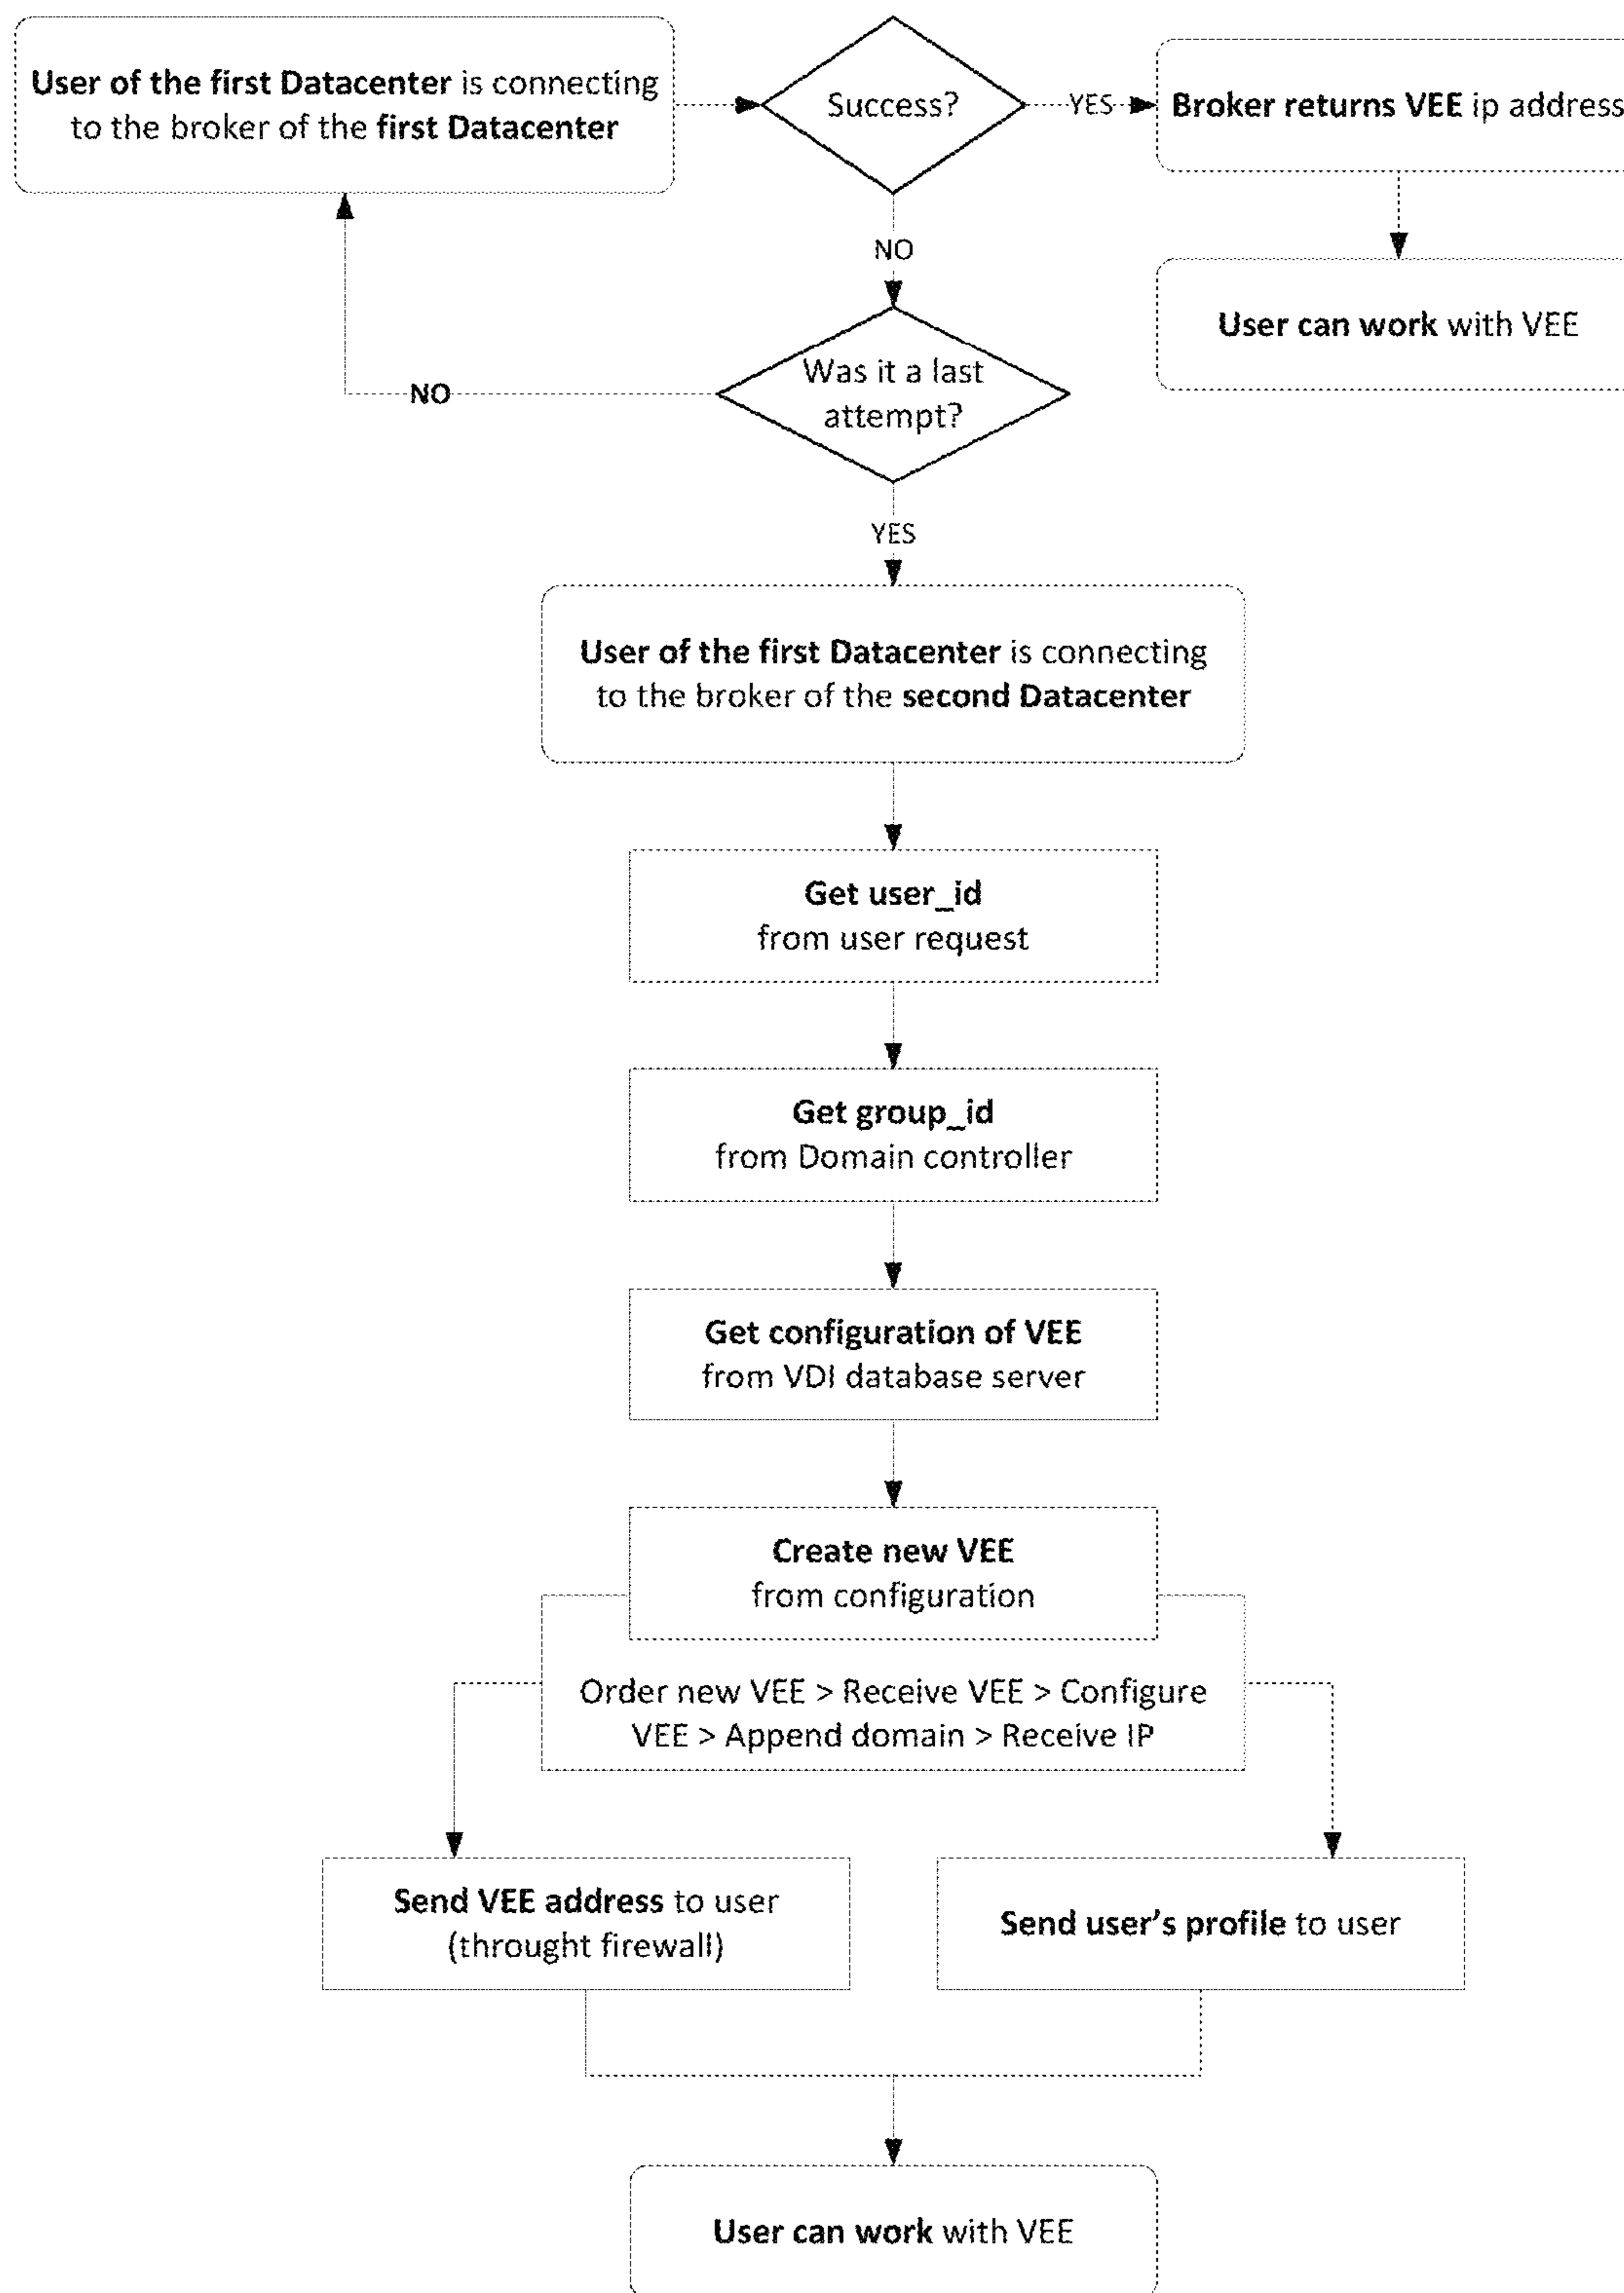 User of the first Datacenter is connecting
to the broker of the first Datacenter
Success?
YES
Broker returns VEE ip address
NO
User can work with VEE
Was it a last
attempt?
NO
YES
User of the first Datacenter is connecting
to the broker of the second Datacenter
Get user_id
from user request
Get group_id
from Domain controller
Get configuration of VEE
from VDI database server
Create new VEE
from configuration
Order new VEE > Receive VEE > Configure
VEE > Append domain > Receive IP
Send VEE address to user
(throught firewall)
Send user's profile to user
User can work with VEE